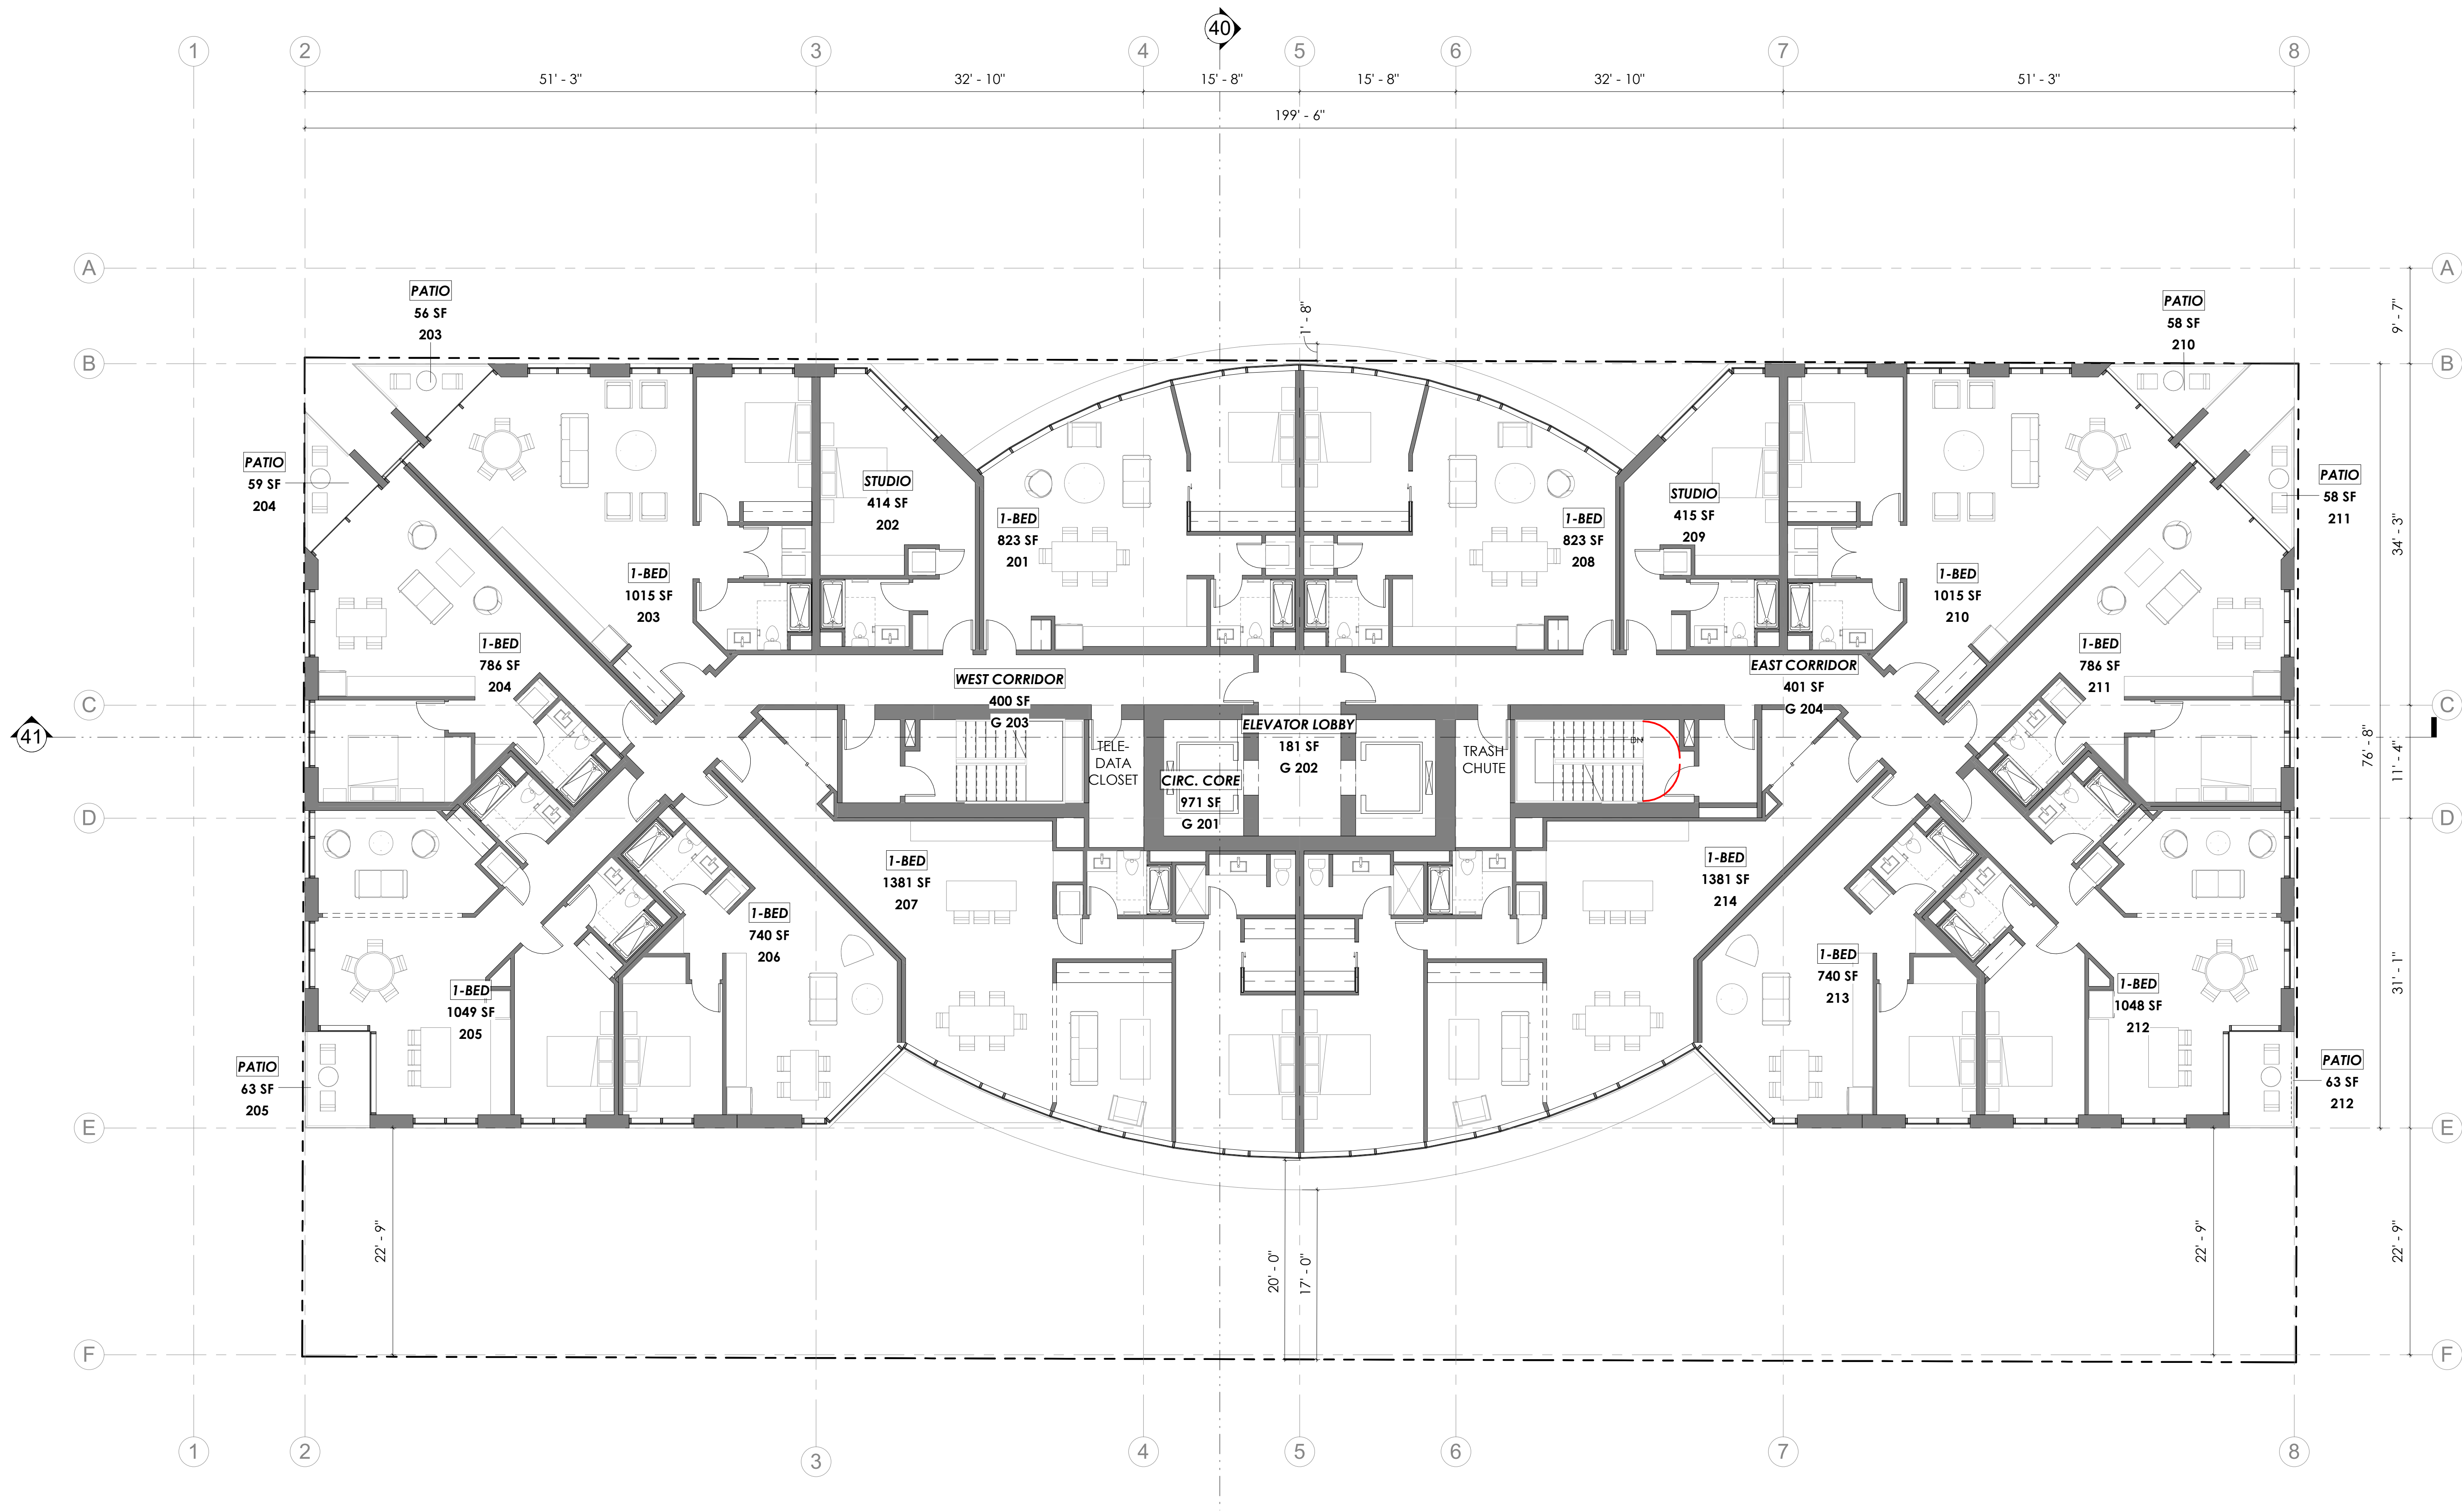 40
1
2
3
4
5
6
7
8
51' - 3"
32' - 10"
15' - 8"
15' - 8"
32' - 10"
51' - 3"
199' - 6"
A
A
9' - 7"
1' - 8"
B
B
PATIO
56 SF
203
PATIO
58 SF
210
PATIO
59 SF
204
PATIO
58 SF
211
STUDIO
414 SF
202
1-BED
823 SF
201
1-BED
823 SF
208
STUDIO
415 SF
209
34' - 3"
1-BED
1015 SF
203
1-BED
1015 SF
210
1-BED
786 SF
204
1-BED
786 SF
211
WEST CORRIDOR
400 SF
G 203
EAST CORRIDOR
401 SF
G 204
C
C
41
ELEVATOR LOBBY
181 SF
G 202
TELE-
DATA
CLOSET
CIRC. CORE
971 SF
G 201
TRASH
CHUTE
DN
11' - 4"
76' - 8"
D
D
1-BED
1381 SF
207
1-BED
1381 SF
214
1-BED
740 SF
206
1-BED
740 SF
213
1-BED
1049 SF
205
1-BED
1048 SF
212
31' - 1"
PATIO
63 SF
205
PATIO
63 SF
212
E
E
22' - 9"
20' - 0"
17' - 0"
22' - 9"
22' - 9"
F
F
1
2
3
4
5
6
7
8